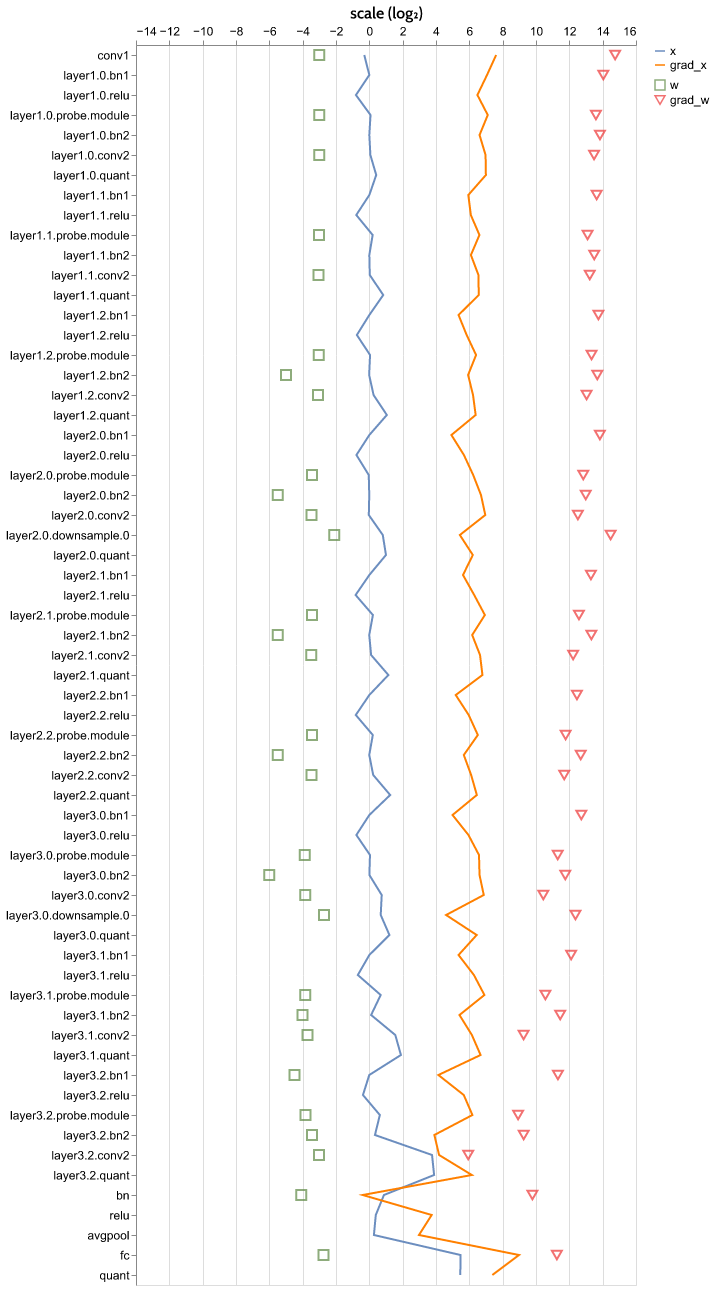 scale (log₂)
−14 −12 −10 −8 −6 −4 −2 0 2 4 6 8 10 12 14 16
x
grad_x
w
grad_w
conv1
layer1.0.bn1
layer1.0.relu
layer1.0.probe.module
layer1.0.bn2
layer1.0.conv2
layer1.0.quant
layer1.1.bn1
layer1.1.relu
layer1.1.probe.module
layer1.1.bn2
layer1.1.conv2
layer1.1.quant
layer1.2.bn1
layer1.2.relu
layer1.2.probe.module
layer1.2.bn2
layer1.2.conv2
layer1.2.quant
layer2.0.bn1
layer2.0.relu
layer2.0.probe.module
layer2.0.bn2
layer2.0.conv2
layer2.0.downsample.0
layer2.0.quant
layer2.1.bn1
layer2.1.relu
layer2.1.probe.module
layer2.1.bn2
layer2.1.conv2
layer2.1.quant
layer2.2.bn1
layer2.2.relu
layer2.2.probe.module
layer2.2.bn2
layer2.2.conv2
layer2.2.quant
layer3.0.bn1
layer3.0.relu
layer3.0.probe.module
layer3.0.bn2
layer3.0.conv2
layer3.0.downsample.0
layer3.0.quant
layer3.1.bn1
layer3.1.relu
layer3.1.probe.module
layer3.1.bn2
layer3.1.conv2
layer3.1.quant
layer3.2.bn1
layer3.2.relu
layer3.2.probe.module
layer3.2.bn2
layer3.2.conv2
layer3.2.quant
bn
relu
avgpool
fc
quant